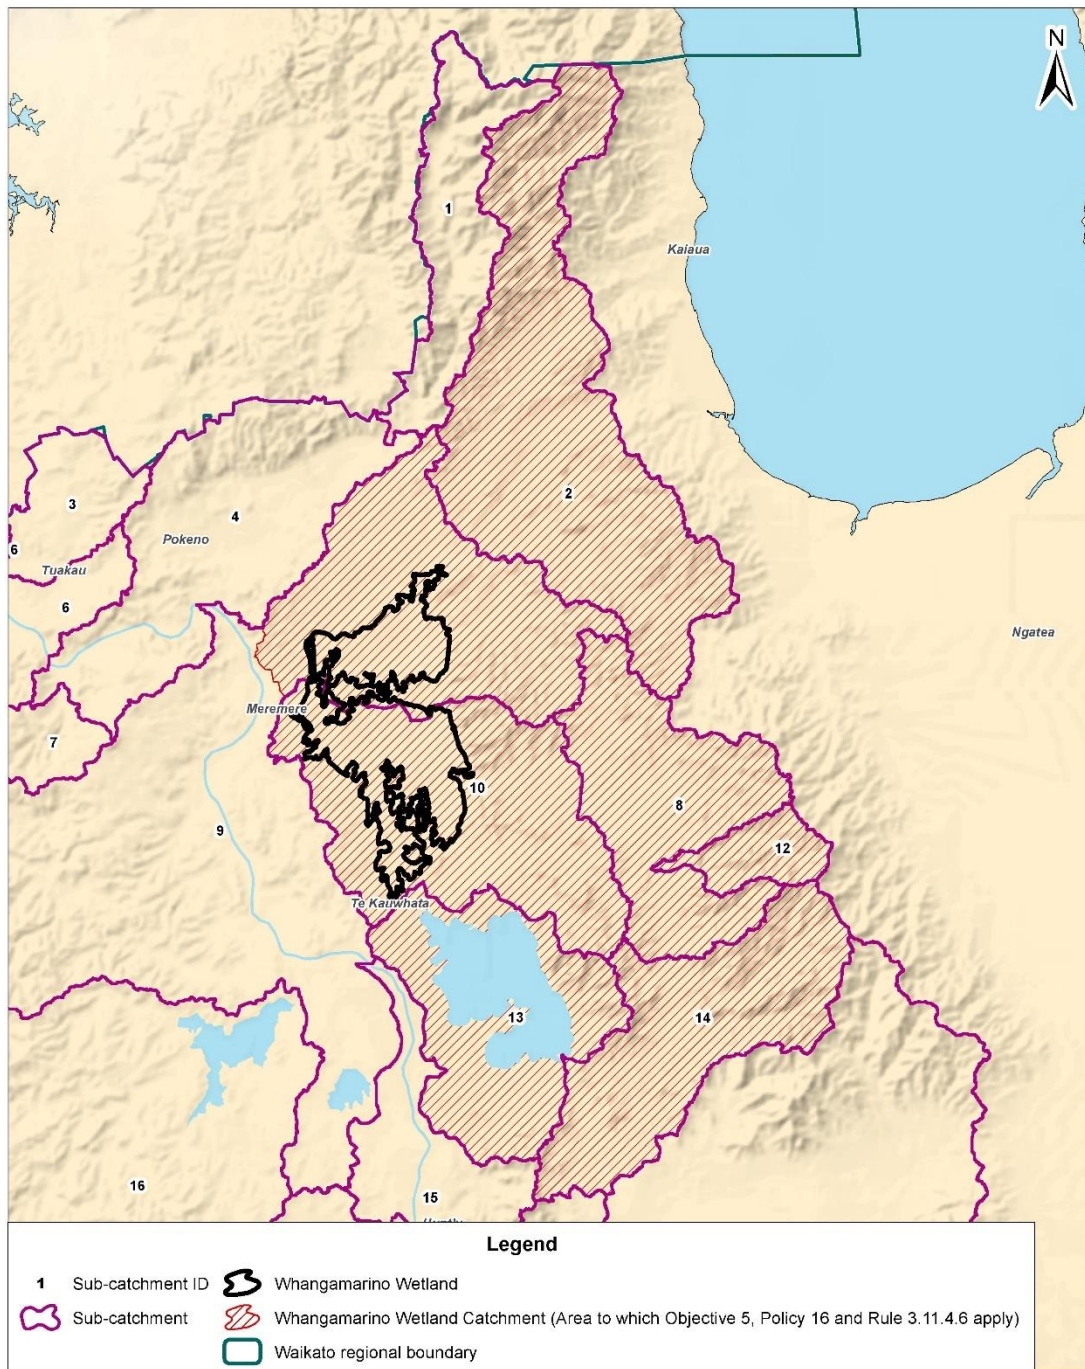 N
1
Kaiaua
2
3
4
Pokeno
6
Tuakau
6
Ngatea
Meremere
7
10
8
9
12
Te Kauwhata
13
14
16
15
Legend
1 Sub-catchment ID Whangamarino Wetland
Sub-catchment Whangamarino Wetland Catchment (Area to which Objective 5, Policy 16 and Rule 3.11.4.6 apply)
Waikato regional boundary